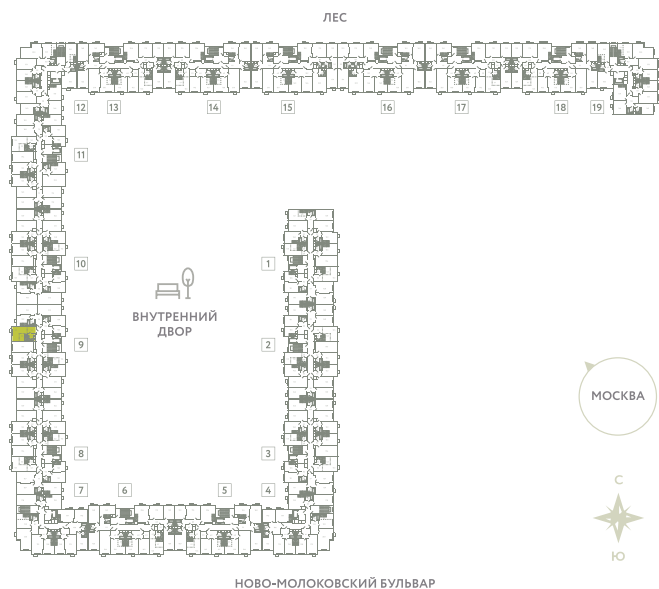 ЛЕС
12 13 14 15 16 17 18 19
11
10 1
ВНУТРЕННИЙ
ДВОР
9 2
МОСКВА
8 3
7 6 5 4
С
Ю
НОВО-МОЛОКОВСКИЙ БУЛЬВАР